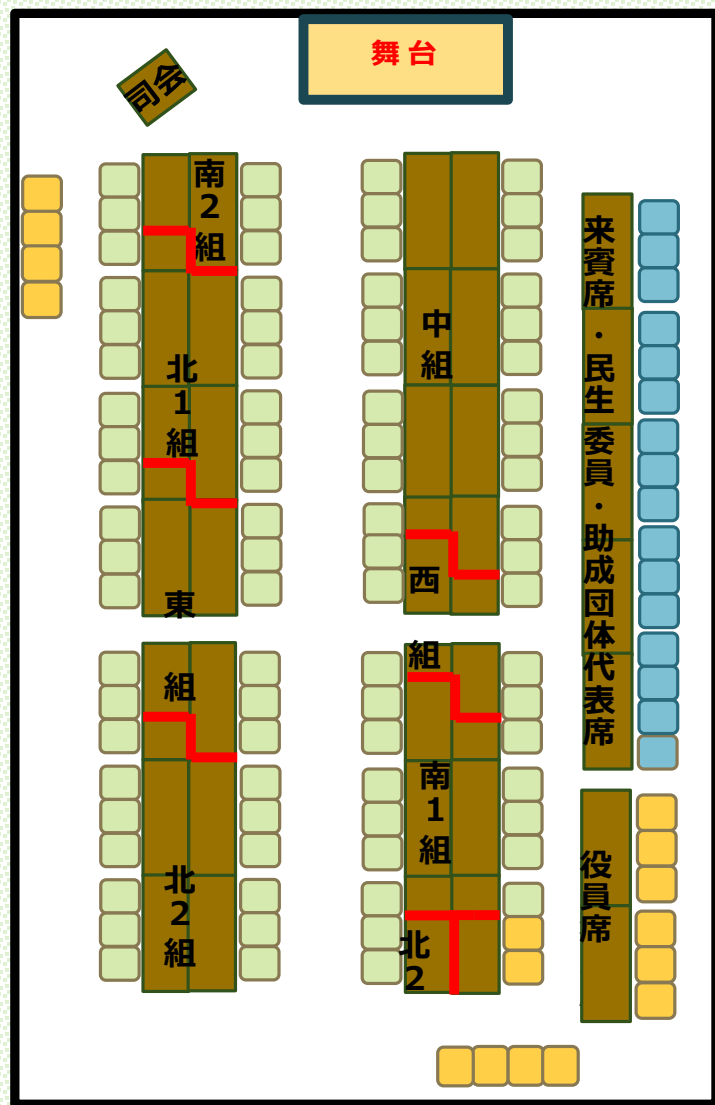 舞台
司会
南2組
北1組
東組
北2組
中組
西組
南1組
北2
来賓席・民生委員・助成団体代表席
役員席